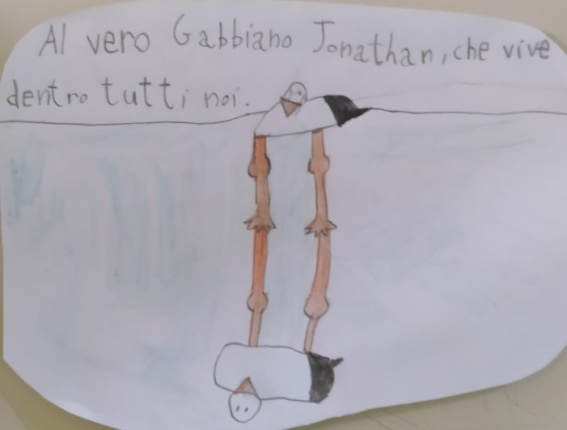 Al vero Gabbiano Jonathan, che vive
dentro tutti noi.